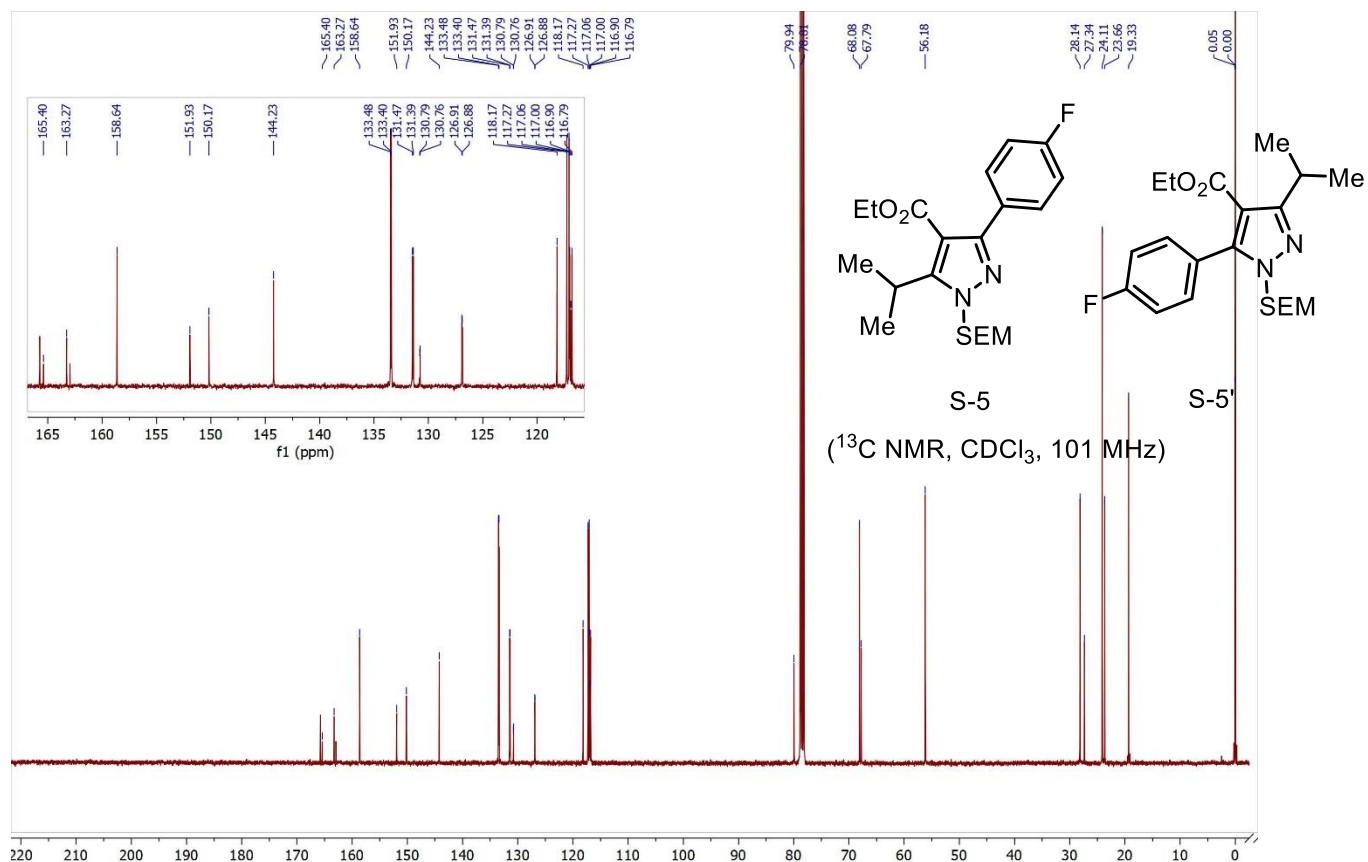 165.40
163.27
158.64
151.93
150.17
144.23
133.48
133.40
131.47
131.39
130.79
130.76
126.91
126.88
118.17
117.27
117.06
117.00
116.90
116.79
79.94
78.81
68.08
67.79
56.18
28.14
27.34
24.11
23.66
19.33
0.05
0.00
165.40
163.27
158.64
151.93
150.17
144.23
133.48
133.40
131.47
131.39
130.79
130.76
126.91
126.88
118.17
117.27
117.06
117.00
116.90
116.79
165 160 155 150 145 140 135 130 125 120
f1 (ppm)
F
EtO₂C
Me
N
N
Me
SEM
S-5
Me
Me
EtO₂C
N
N
F
SEM
S-5'
(¹³C NMR, CDCl₃, 101 MHz)
220 210 200 190 180 170 160 150 140 130 120 110 100 90 80 70 60 50 40 30 20 10 0